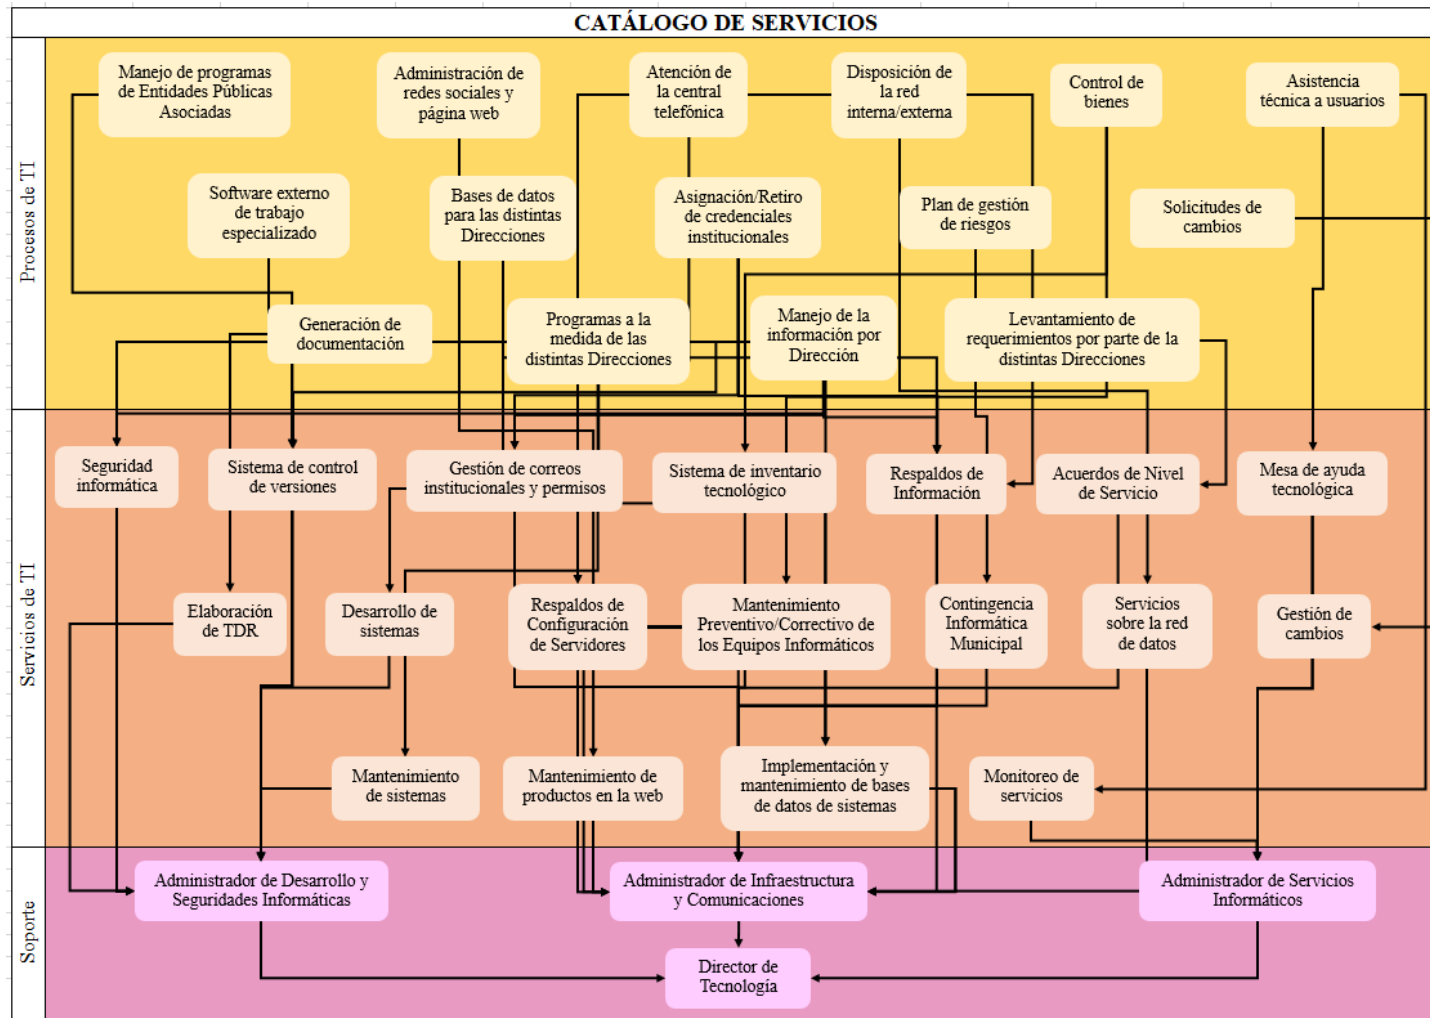 CATÁLOGO DE SERVICIOS
Procesos de TI
Manejo de programas
de Entidades Públicas
Asociadas
Administración de
redes sociales y
página web
Atención de
la central
telefónica
Disposición de
la red
interna/externa
Control de
bienes
Asistencia
técnica a usuarios
Software externo
de trabajo
especializado
Bases de datos
para las distintas
Direcciones
Asignación/Retiro
de credenciales
institucionales
Plan de gestión
de riesgos
Solicitudes de
cambios
Generación de
documentación
Programas a la
medida de las
distintas Direcciones
Manejo de la
información por
Dirección
Levantamiento de
requerimientos por parte de la
distintas Direcciones
Servicios de TI
Seguridad
informática
Sistema de control
de versiones
Gestión de correos
institucionales y permisos
Sistema de inventario
tecnológico
Respaldos de
Información
Acuerdos de Nivel
de Servicio
Mesa de ayuda
tecnológica
Elaboración
de TDR
Desarrollo de
sistemas
Respaldos de
Configuración
de Servidores
Mantenimiento
Preventivo/Correctivo de
los Equipos Informáticos
Contingencia
Informática
Municipal
Servicios
sobre la red
de datos
Gestión de
cambios
Mantenimiento
de sistemas
Mantenimiento de
productos en la web
Implementación y
mantenimiento de bases
de datos de sistemas
Monitoreo de
servicios
Soporte
Administrador de Desarrollo y
Seguridades Informáticas
Administrador de Infraestructura
y Comunicaciones
Administrador de Servicios
Informáticos
Director de
Tecnología